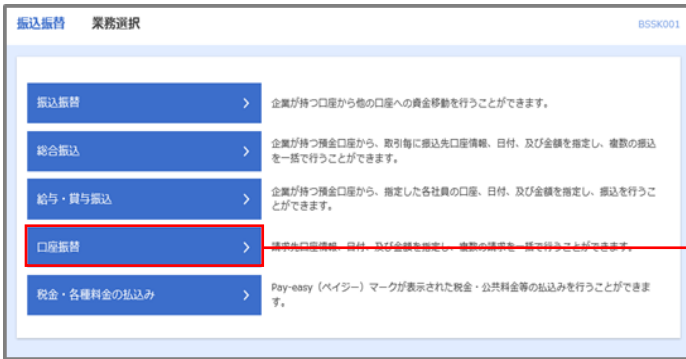 振込振替 業務選択 BSSK001
振込振替 企業が持つ口座から他の口座への資金移動を行うことができます。
総合振込 企業が持つ預金口座から、取引毎に振込先口座情報、日付、及び金額を指定し、複数の振込
を一括で行うことができます。
給与・賞与振込 企業が持つ預金口座から、指定した各社員の口座、日付、及び金額を指定し、振込を行うこ
とができます。
口座振替 請求先口座情報、日付、及び金額を指定し、複数の請求を一括で行うことができます。
税金・各種料金の払込み Pay-easy（ペイジー）マークが表示された税金・公共料金等の払込みを行うことができま
す。